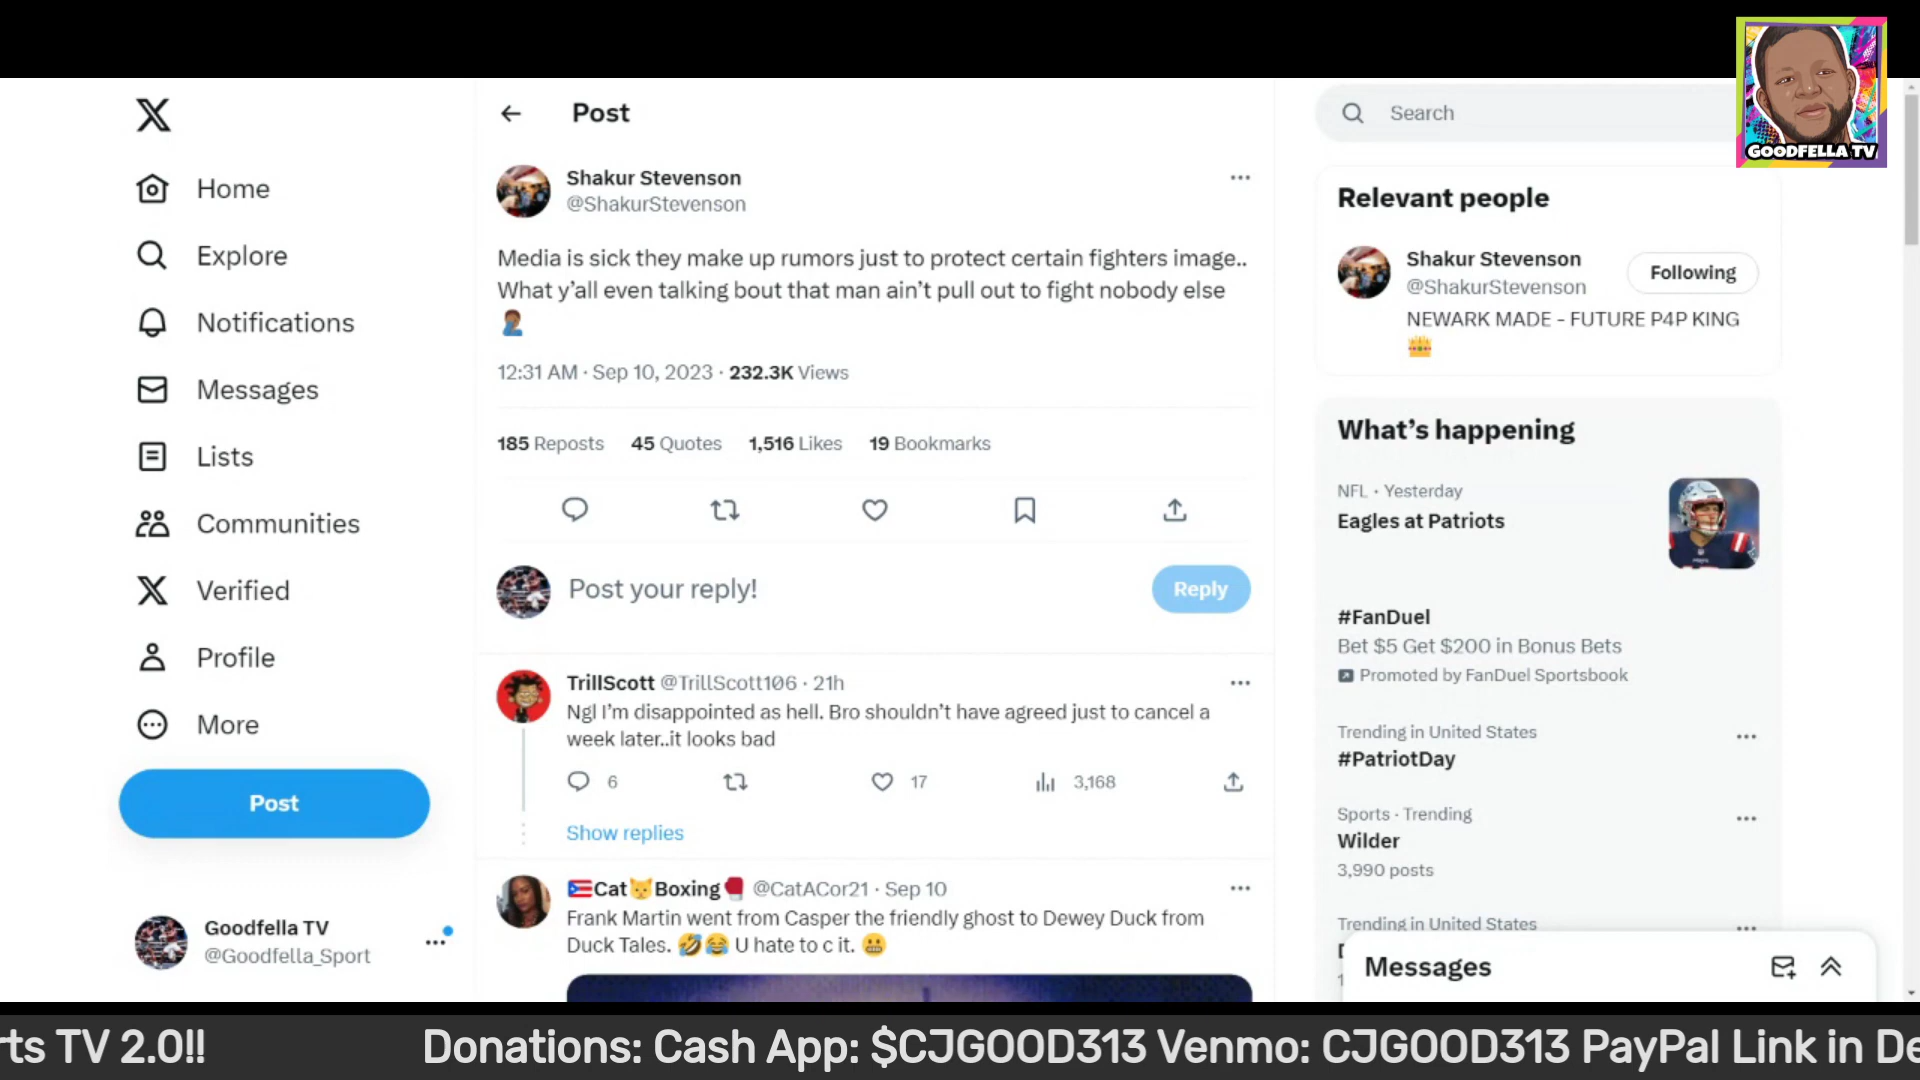 GOODFELLA TV
Home
Explore
Notifications
Messages
Lists
Communities
Verified
Profile
More
Post
Goodfella TV
@Goodfella_Sport
Post
Shakur Stevenson
@ShakurStevenson
Media is sick they make up rumors just to protect certain fighters image..
What y’all even talking bout that man ain’t pull out to fight nobody else
🤦🏾‍♂️
12:31 AM · Sep 10, 2023 · 232.3K Views
185 Reposts 45 Quotes 1,516 Likes 19 Bookmarks
Post your reply!
Reply
TrillScott @TrillScott106 · 21h
Ngl I’m disappointed as hell. Bro shouldn’t have agreed just to cancel a
week later..it looks bad
6 17 3,168
Show replies
🇵🇷Cat🐱Boxing🥊 @CatACor21 · Sep 10
Frank Martin went from Casper the friendly ghost to Dewey Duck from
Duck Tales. 🤣😂 U hate to c it. 😬
Search
Relevant people
Shakur Stevenson
@ShakurStevenson
Following
NEWARK MADE - FUTURE P4P KING
👑
What’s happening
NFL · Yesterday
Eagles at Patriots
#FanDuel
Bet $5 Get $200 in Bonus Bets
Promoted by FanDuel Sportsbook
Trending in United States
#PatriotDay
Sports · Trending
Wilder
3,990 posts
Trending in United States
Messages
rts TV 2.0!! Donations: Cash App: $CJGOOD313 Venmo: CJGOOD313 PayPal Link in De